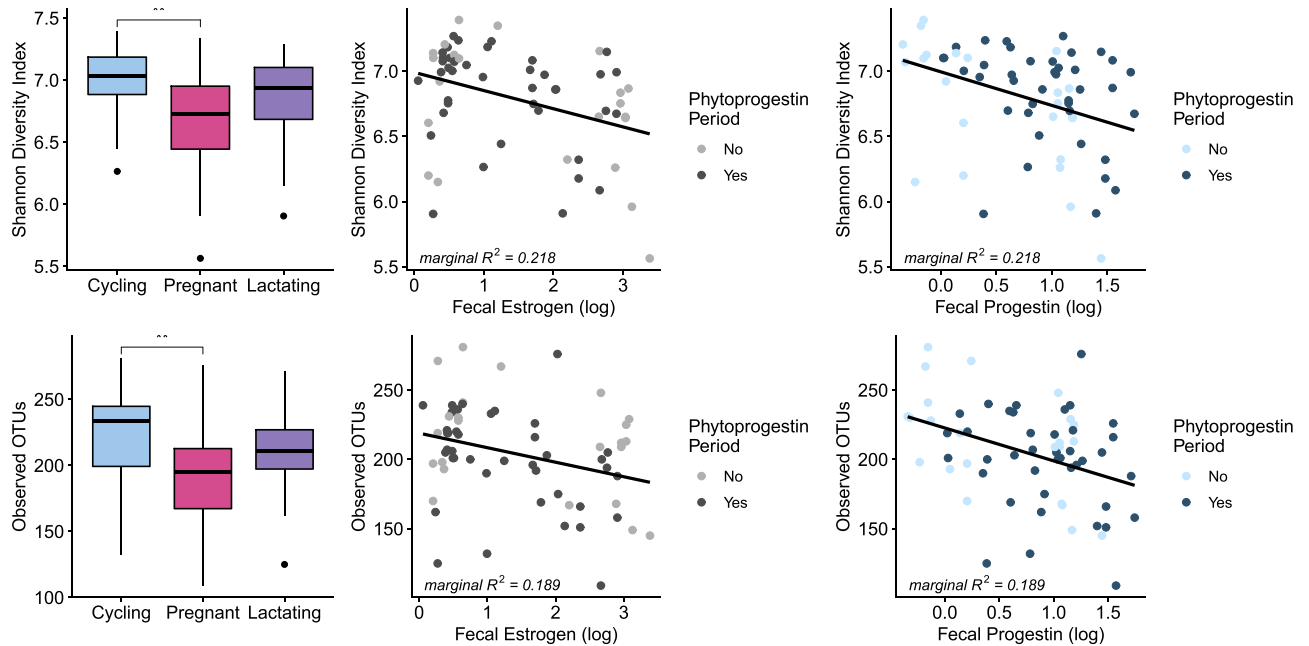 7.5
7.0
6.5
6.0
5.5
Shannon Diversity Index
Cycling Pregnant Lactating
7.0
6.5
6.0
5.5
Shannon Diversity Index
marginal R² = 0.218
0 1 2 3
Fecal Estrogen (log)
Phytoprogestin
Period
No
Yes
7.0
6.5
6.0
5.5
Shannon Diversity Index
marginal R² = 0.218
0.0 0.5 1.0 1.5
Fecal Progestin (log)
Phytoprogestin
Period
No
Yes
250
200
150
100
Observed OTUs
Cycling Pregnant Lactating
250
200
150
Observed OTUs
marginal R² = 0.189
0 1 2 3
Fecal Estrogen (log)
Phytoprogestin
Period
No
Yes
250
200
150
Observed OTUs
marginal R² = 0.189
0.0 0.5 1.0 1.5
Fecal Progestin (log)
Phytoprogestin
Period
No
Yes